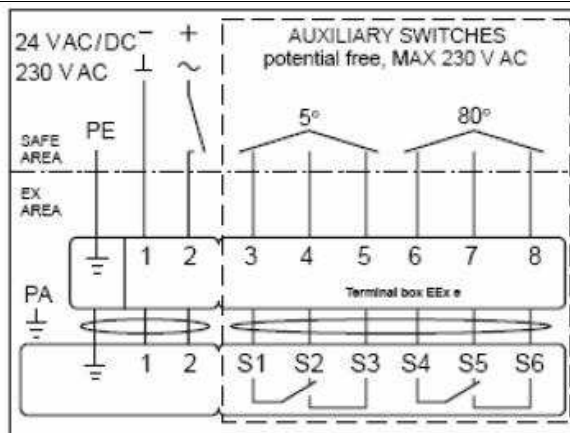 24 VAC/DC - +
230 V AC ⊥ ~
AUXILIARY SWITCHES
potential free, MAX 230 V AC
5° 80°
PE
SAFE
AREA
EX
AREA
1 2 3 4 5 6 7 8
Terminal box EEx e
PA
1 2 S1 S2 S3 S4 S5 S6